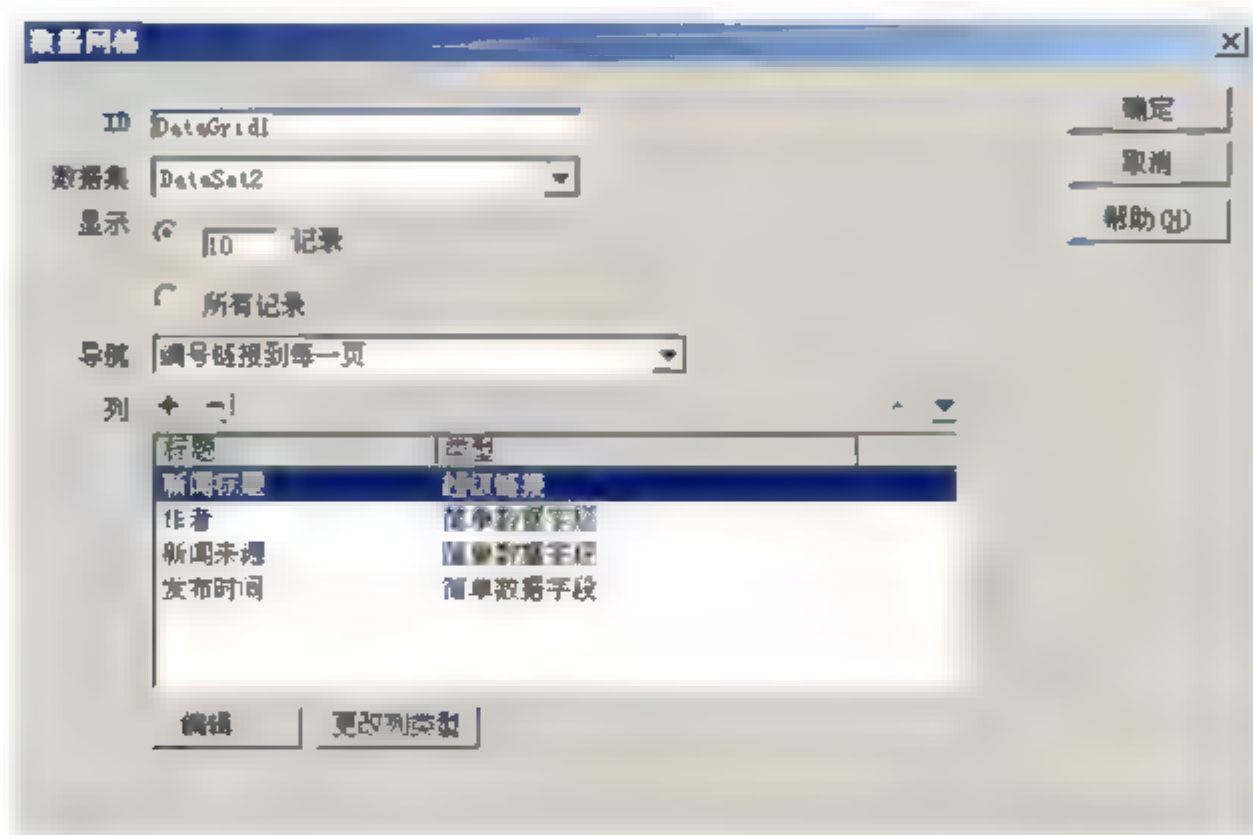 数据网格
ID DataGrid1
数据集 DataSet2
显示 10 记录
所有记录
导航 编号链接到每一页
列
标题 类型
新闻标题 超级链接
作者 简单数据字段
新闻来源 简单数据字段
发布时间 简单数据字段
编辑 更改列类型
确定
取消
帮助(H)